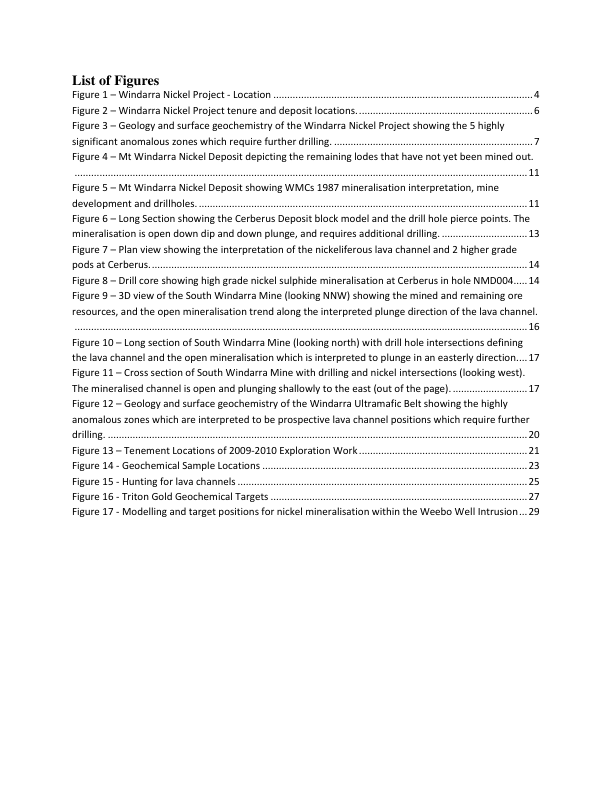 List of Figures
Figure 1 – Windarra Nickel Project - Location ............................................................................................ 4
Figure 2 – Windarra Nickel Project tenure and deposit locations. ............................................................. 6
Figure 3 – Geology and surface geochemistry of the Windarra Nickel Project showing the 5 highly
significant anomalous zones which require further drilling. ...................................................................... 7
Figure 4 – Mt Windarra Nickel Deposit depicting the remaining lodes that have not yet been mined out.
................................................................................................................................................................ 11
Figure 5 – Mt Windarra Nickel Deposit showing WMCs 1987 mineralisation interpretation, mine
development and drillholes. .................................................................................................................... 11
Figure 6 – Long Section showing the Cerberus Deposit block model and the drill hole pierce points. The
mineralisation is open down dip and down plunge, and requires additional drilling. .............................. 13
Figure 7 – Plan view showing the interpretation of the nickeliferous lava channel and 2 higher grade
pods at Cerberus. .................................................................................................................................... 14
Figure 8 – Drill core showing high grade nickel sulphide mineralisation at Cerberus in hole NMD004..... 14
Figure 9 – 3D view of the South Windarra Mine (looking NNW) showing the mined and remaining ore
resources, and the open mineralisation trend along the interpreted plunge direction of the lava channel.
................................................................................................................................................................ 16
Figure 10 – Long section of South Windarra Mine (looking north) with drill hole intersections defining
the lava channel and the open mineralisation which is interpreted to plunge in an easterly direction.... 17
Figure 11 – Cross section of South Windarra Mine with drilling and nickel intersections (looking west).
The mineralised channel is open and plunging shallowly to the east (out of the page). .......................... 17
Figure 12 – Geology and surface geochemistry of the Windarra Ultramafic Belt showing the highly
anomalous zones which are interpreted to be prospective lava channel positions which require further
drilling. .................................................................................................................................................... 20
Figure 13 – Tenement Locations of 2009-2010 Exploration Work ........................................................... 21
Figure 14 - Geochemical Sample Locations ............................................................................................. 23
Figure 15 - Hunting for lava channels ...................................................................................................... 25
Figure 16 - Triton Gold Geochemical Targets .......................................................................................... 27
Figure 17 - Modelling and target positions for nickel mineralisation within the Weebo Well Intrusion ... 29